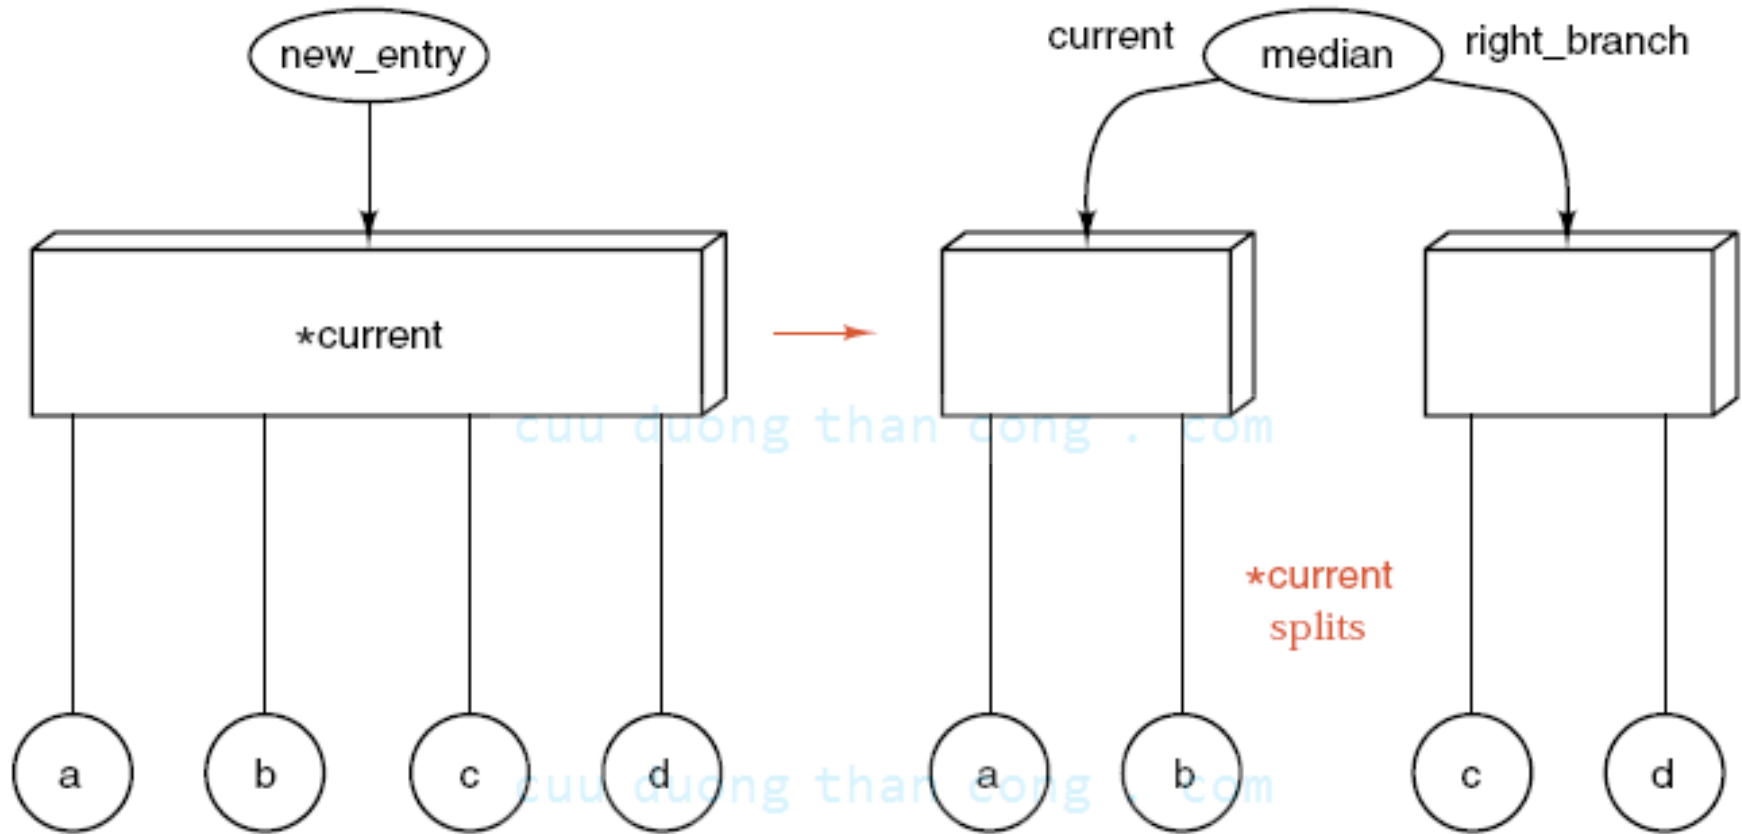 new_entry
current
median
right_branch
*current
cuu duong than cong . com
*current
splits
a
b
c
d
a
b
c
d
cuu duong than cong . com